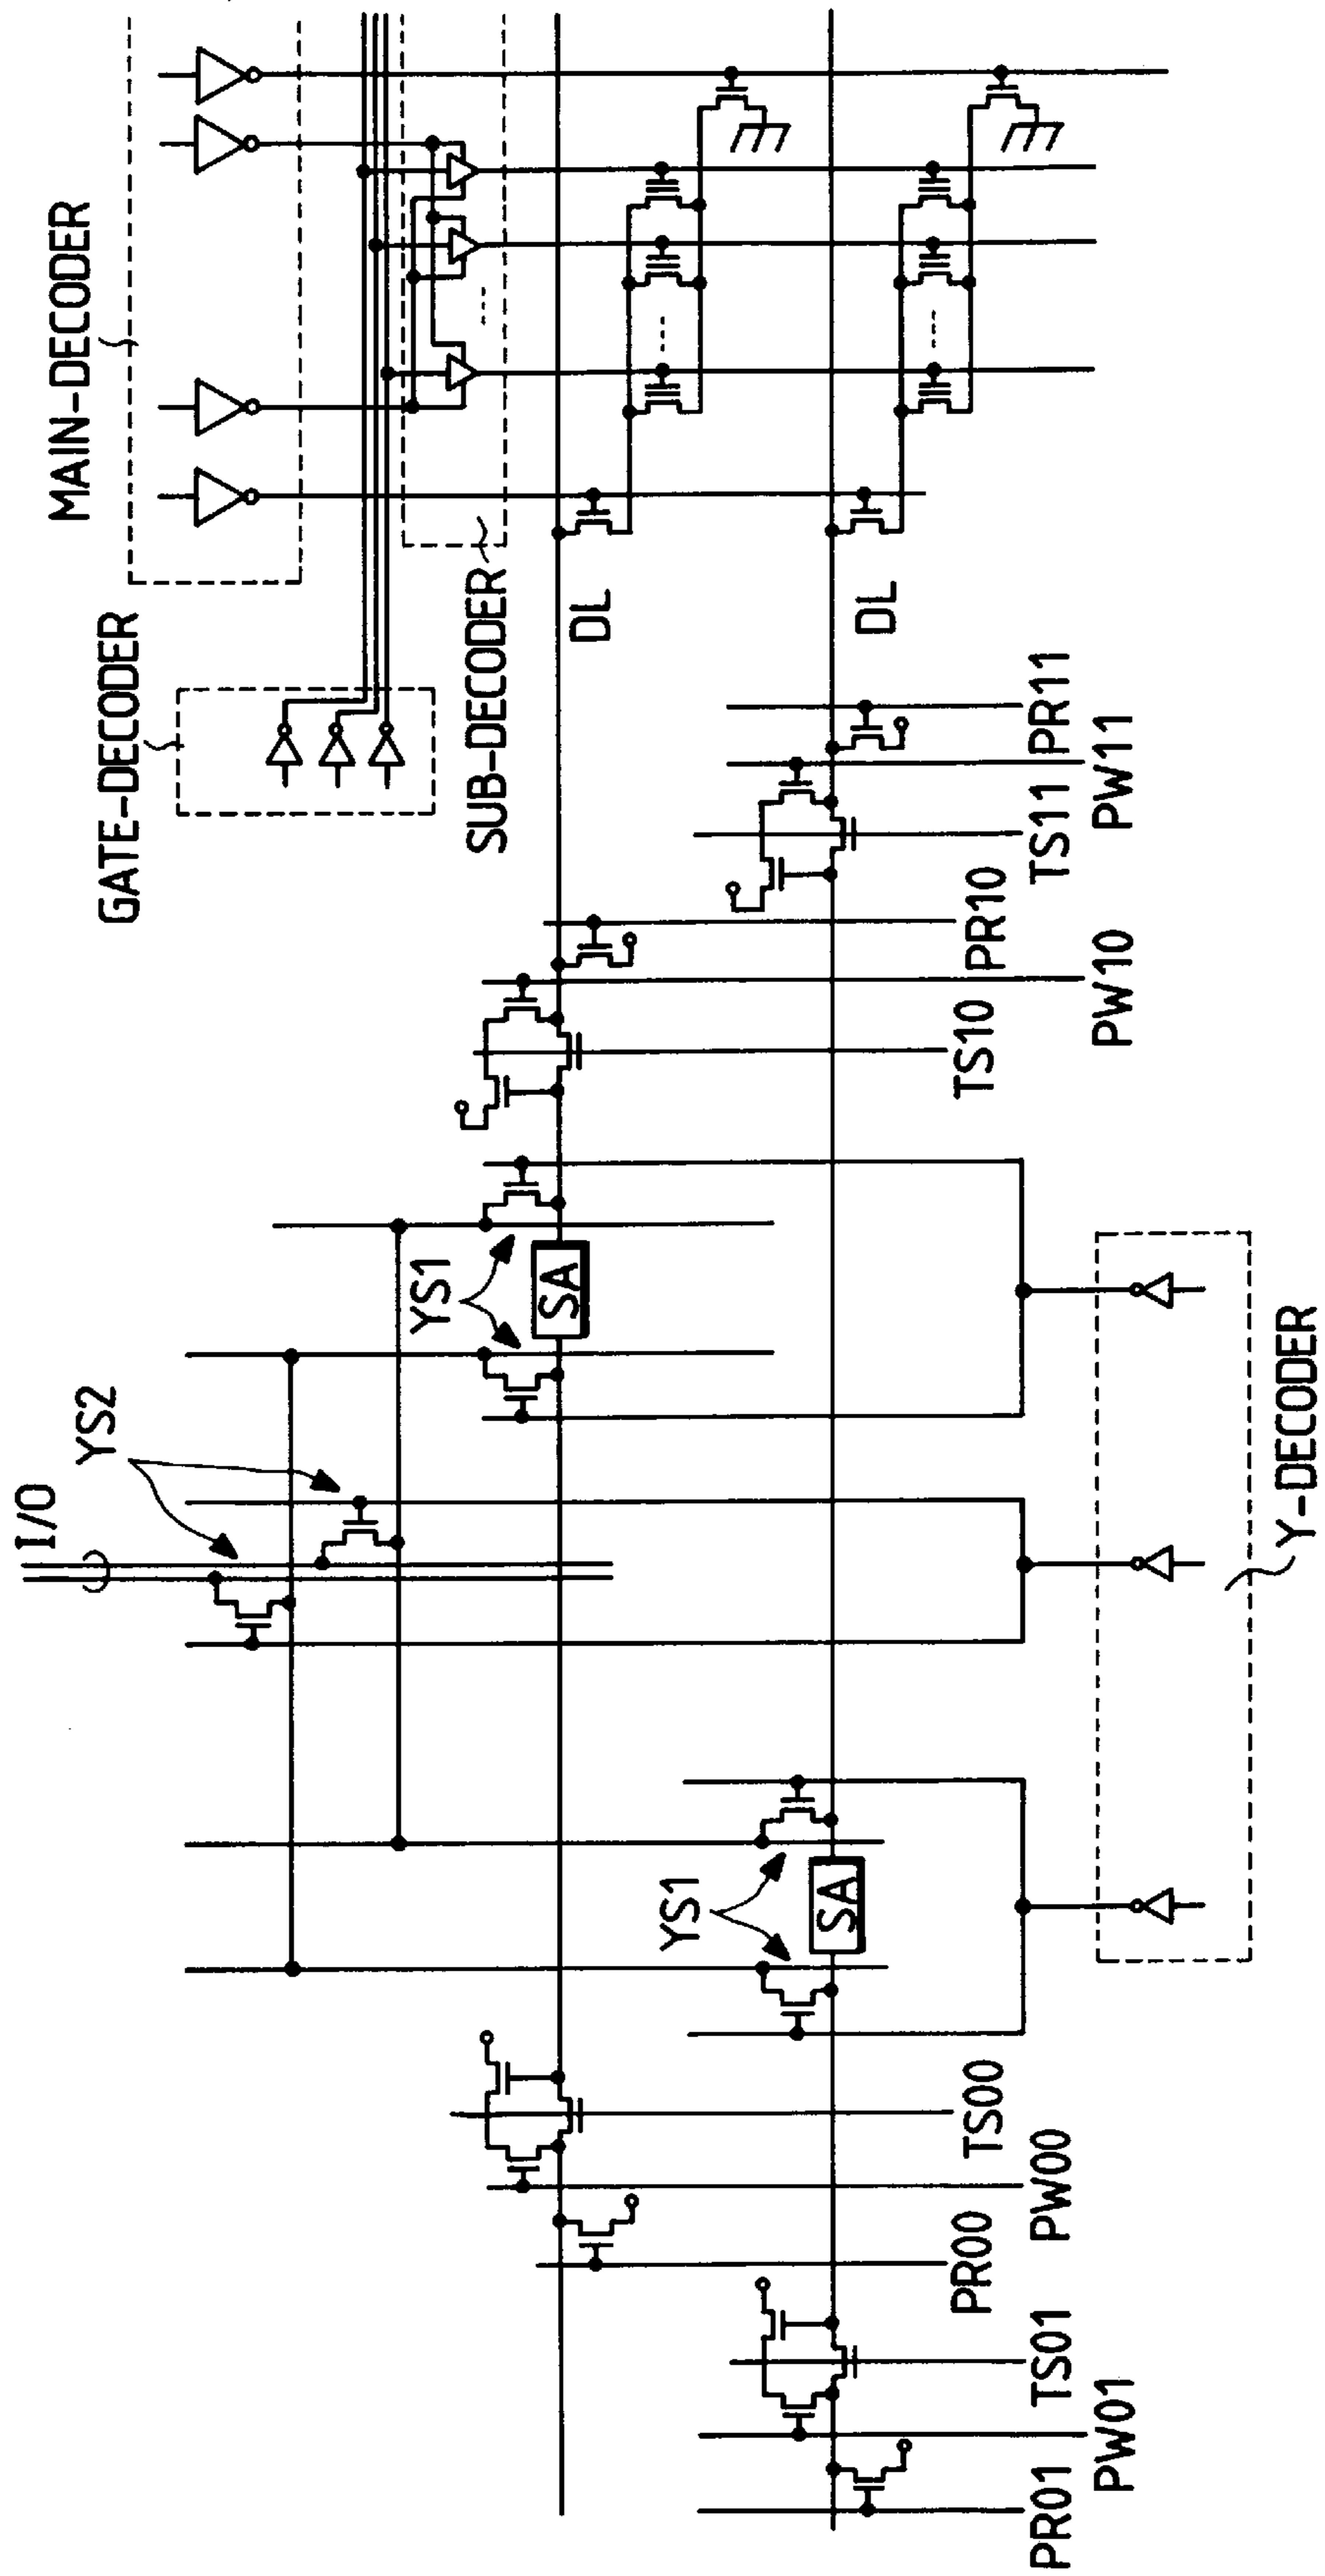 MAIN-DECODER
GATE-DECODER
SUB-DECODER
DL
DL
PR11
PW11
TS11
PR10
PW10
TS10
YS1
SA
I/O
YS2
Y-DECODER
YS1
SA
TS00
PW00
PR00
TS01
PW01
PR01